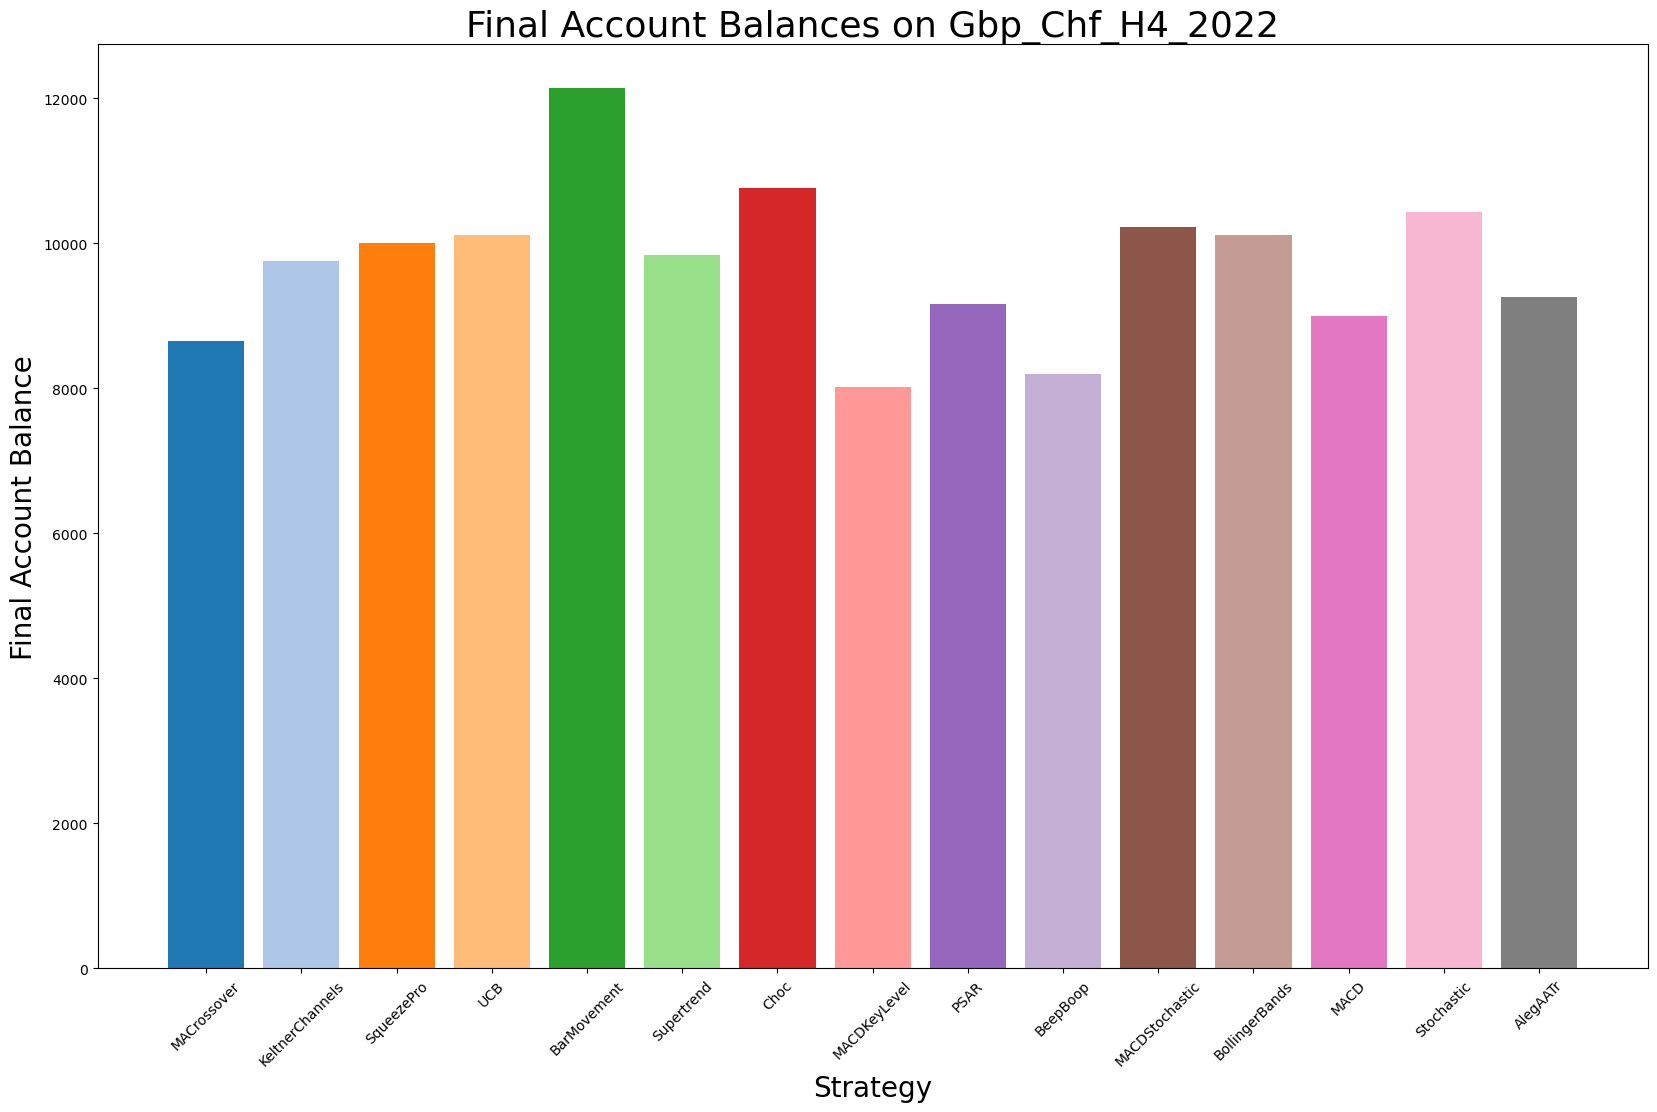 Final Account Balances on Gbp_Chf_H4_2022
Final Account Balance
12000
10000
8000
6000
4000
2000
0
MACrossover
KeltnerChannels
SqueezePro
UCB
BarMovement
Supertrend
Choc
MACDKeyLevel
PSAR
BeepBoop
MACDStochastic
BollingerBands
MACD
Stochastic
AlegAATr
Strategy